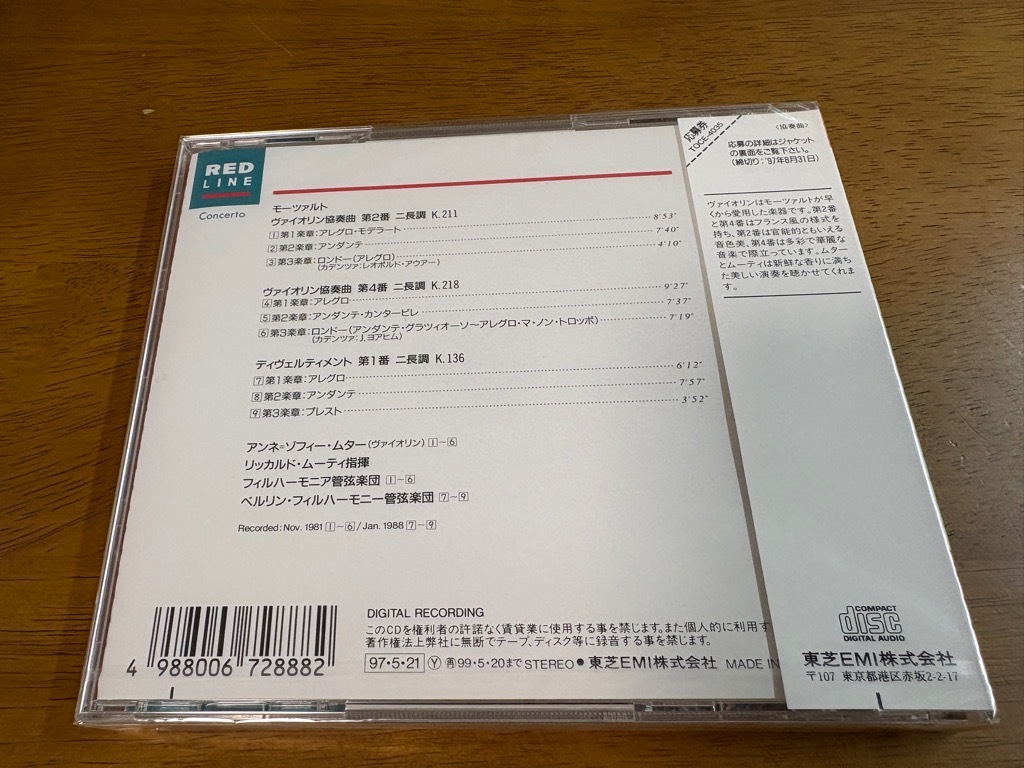 RED
LINE
Concerto
モーツァルト
ヴァイオリン協奏曲 第2番 ニ長調 K.211
1 第1楽章:アレグロ・モデラート 8'53"
2 第2楽章:アンダンテ 7'40"
3 第3楽章:ロンドー(アレグロ) 4'10"
(カデンツァ:レオポルド・アウアー)
ヴァイオリン協奏曲 第4番 ニ長調 K.218
4 第1楽章:アレグロ 9'27"
5 第2楽章:アンダンテ・カンタービレ 7'37"
6 第3楽章:ロンドー(アンダンテ・グラツィオーソ〜アレグロ・マ・ノン・トロッポ) 7'19"
(カデンツァ:J.ヨアヒム)
ディヴェルティメント 第1番 ニ長調 K.136
7 第1楽章:アレグロ 6'12"
8 第2楽章:アンダンテ 7'57"
9 第3楽章:プレスト 3'52"
アンネ=ゾフィー・ムター(ヴァイオリン) 1〜6
リッカルド・ムーティ指揮
フィルハーモニア管弦楽団 1〜6
ベルリン・フィルハーモニー管弦楽団 7〜9
Recorded: Nov. 1981 1〜6 / Jan. 1988 7〜9
4 988006 728882
DIGITAL RECORDING
このCDを権利者の許諾なく賃貸業に使用する事を禁じます。また個人的に利用す
著作権法上弊社に無断でテープ、ディスク等に録音する事を禁じます。
97・5・21 Y 再99・5・20まで STEREO ● 東芝EMI株式会社 MADE IN
応募券
TOCE-4035
〈協奏曲〉
応募の詳細はジャケット
の裏面をご覧下さい。
(締切り:'97年8月31日)
ヴァイオリンはモーツァルトが早
くから愛用した楽器です。第2番
と第4番はフランス風の様式を
持ち、第2番は官能的ともいえる
音色美、第4番は多彩で華麗な
音楽で際立っています。ムター
とムーティは新鮮な香りに満ち
た美しい演奏を聴かせてくれま
す。
COMPACT
disc
DIGITAL AUDIO
東芝EMI株式会社
〒107 東京都港区赤坂2-2-17